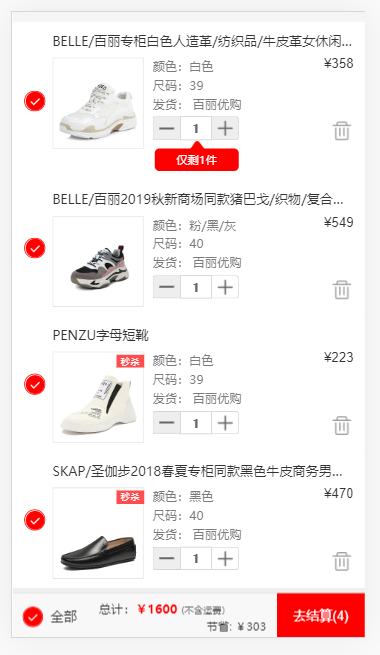 BELLE/百丽专柜白色人造革/纺织品/牛皮革女休闲...
¥358
颜色：白色
尺码：39
发货： 百丽优购
1
仅剩1件
BELLE/百丽2019秋新商场同款猪巴戈/织物/复合...
¥549
颜色：粉/黑/灰
尺码：40
发货： 百丽优购
1
PENZU字母短靴
秒杀
¥223
颜色：白色
尺码：39
发货： 百丽优购
1
SKAP/圣伽步2018春夏专柜同款黑色牛皮商务男...
秒杀
¥470
颜色：黑色
尺码：40
发货： 百丽优购
1
全部
总计：¥1600 (不含运费)
节省: ¥303
去结算(4)